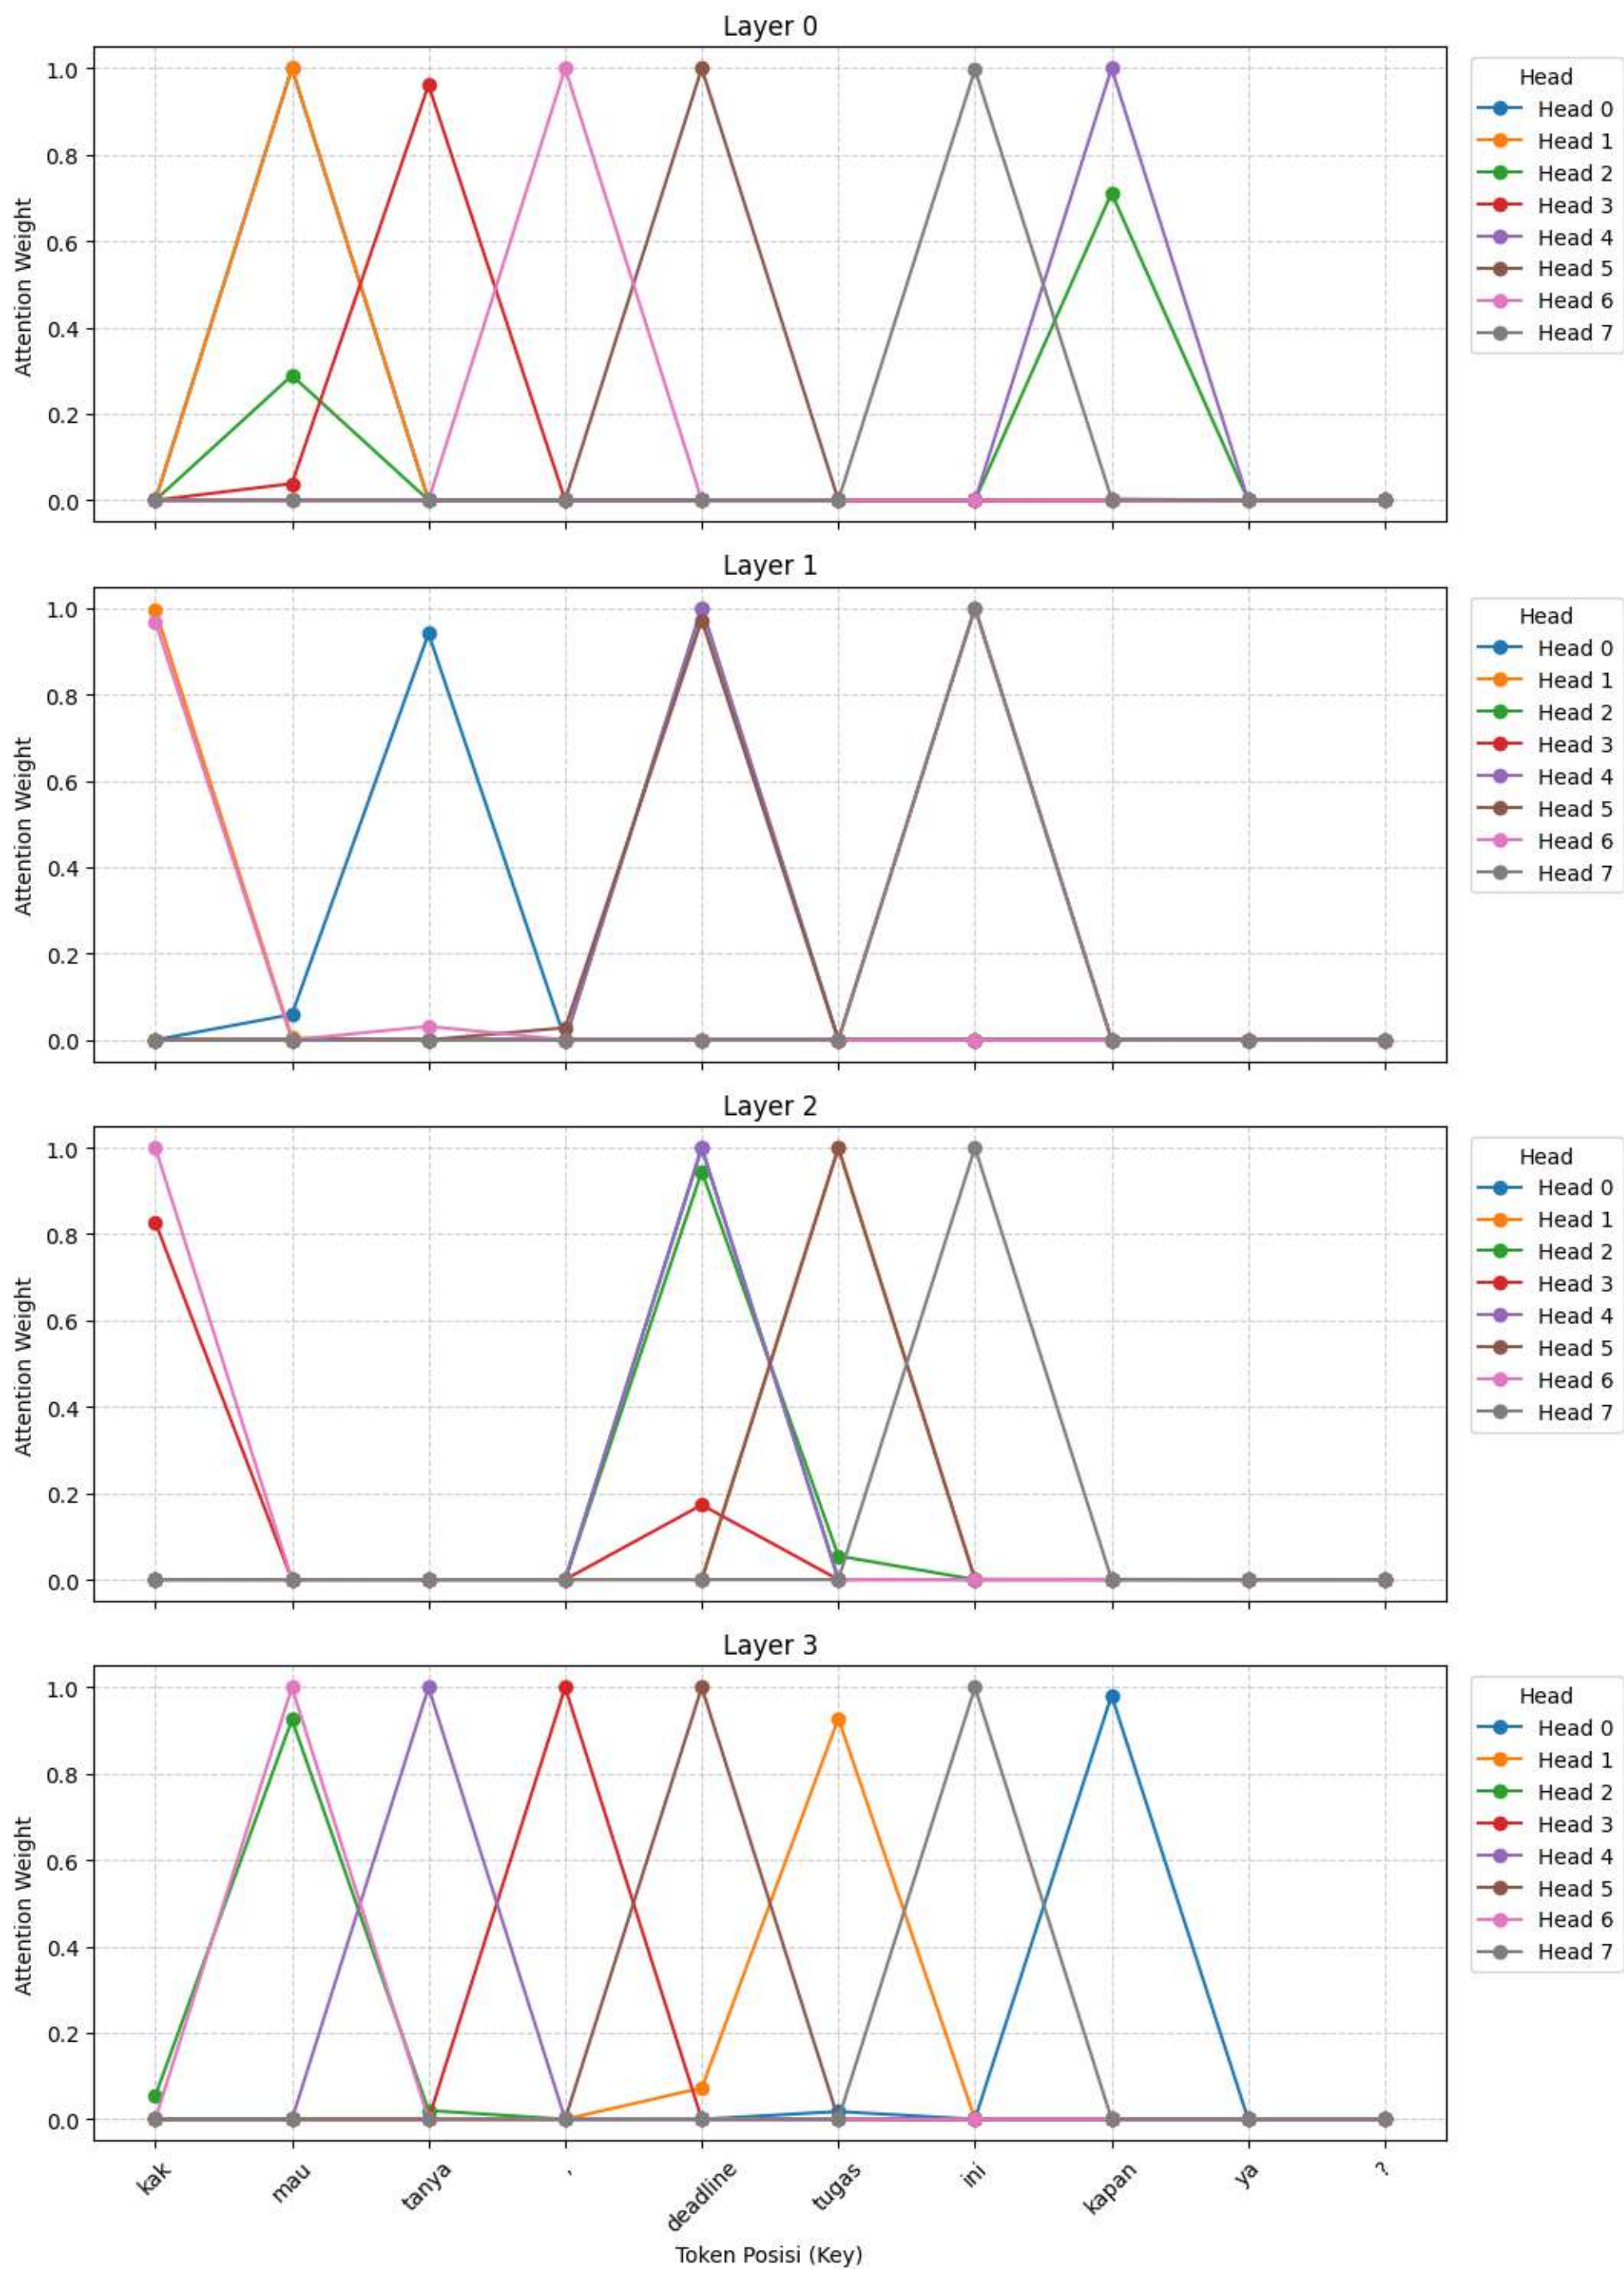 Layer 0
Attention Weight
1.0
0.8
0.6
0.4
0.2
0.0
Head
Head 0
Head 1
Head 2
Head 3
Head 4
Head 5
Head 6
Head 7
Layer 1
Attention Weight
1.0
0.8
0.6
0.4
0.2
0.0
Head
Head 0
Head 1
Head 2
Head 3
Head 4
Head 5
Head 6
Head 7
Layer 2
Attention Weight
1.0
0.8
0.6
0.4
0.2
0.0
Head
Head 0
Head 1
Head 2
Head 3
Head 4
Head 5
Head 6
Head 7
Layer 3
Attention Weight
1.0
0.8
0.6
0.4
0.2
0.0
Head
Head 0
Head 1
Head 2
Head 3
Head 4
Head 5
Head 6
Head 7
kak mau tanya , deadline tugas ini kapan ya ?
Token Posisi (Key)